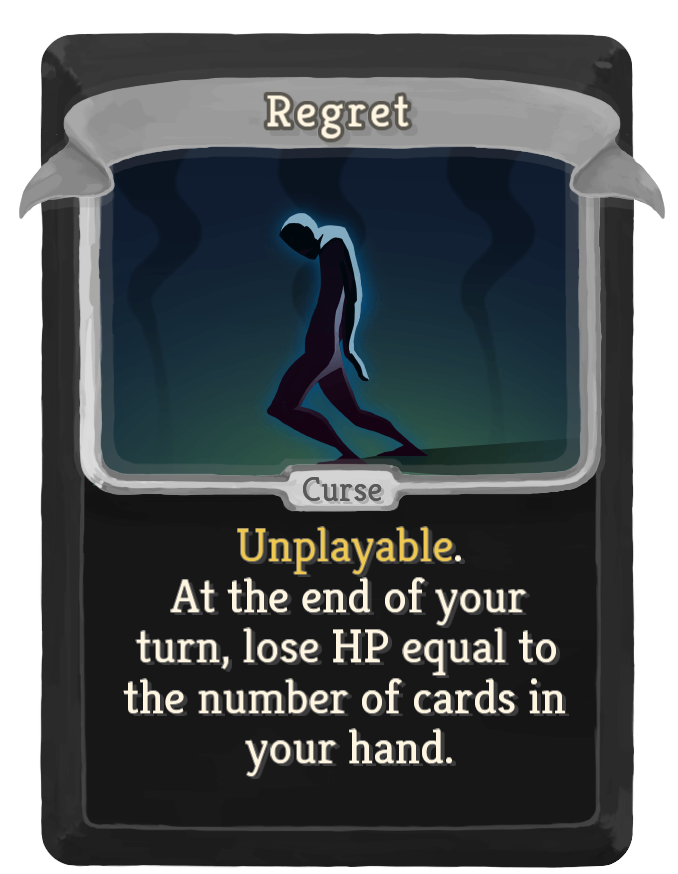 Regret
Curse
Unplayable.
At the end of your
turn, lose HP equal to
the number of cards in
your hand.